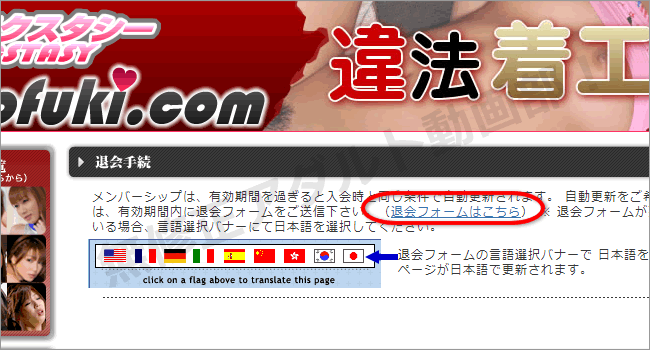 クスタシー
STASY
ofuki.com
違法着エ
から)
退会手続
メンバーシップは、有効期間を過ぎると入会時と同じ条件で自動更新されます。 自動更新をご希
は、有効期間内に退会フォームをご送信下さい (退会フォームはこちら) ※ 退会フォームが
いる場合、言語選択バナーにて日本語を選択してください。
退会フォームの言語選択バナーで 日本語を
ページが日本語で更新されます。
click on a flag above to translate this page